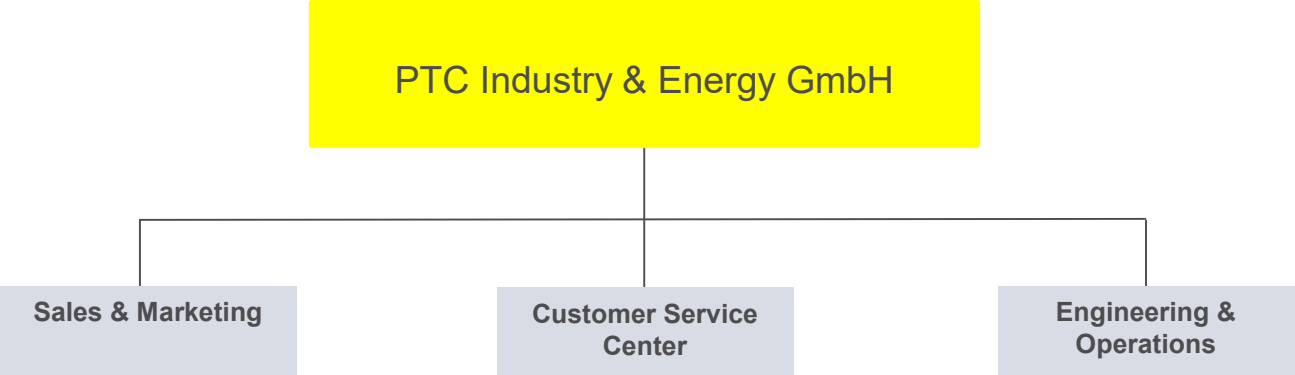 PTC Industry & Energy GmbH
Sales & Marketing
Customer Service
Center
Engineering &
Operations